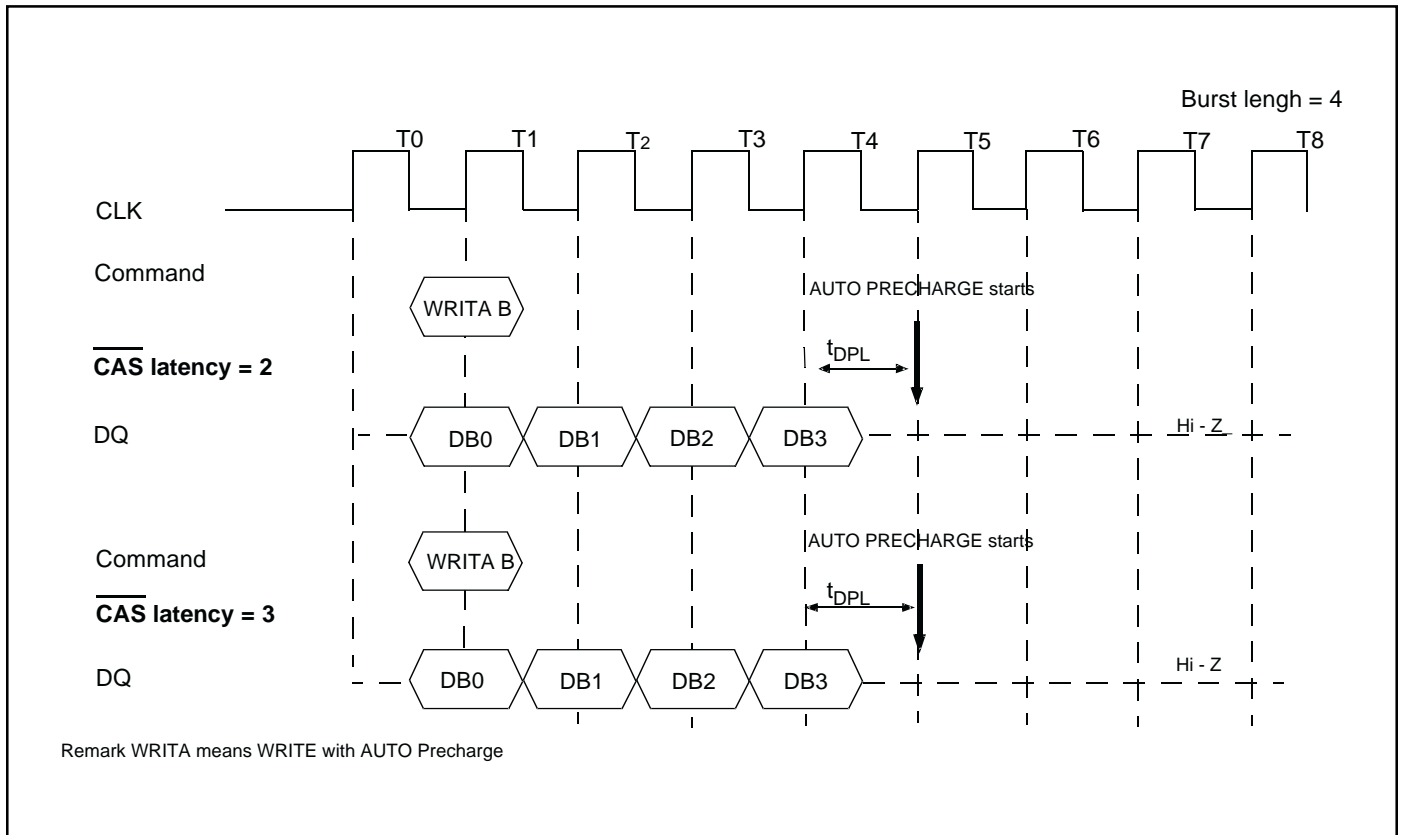 Burst lengh = 4
T0 T1 T2 T3 T4 T5 T6 T7 T8
CLK
Command
WRITA B
AUTO PRECHARGE starts
CAS latency = 2
tDPL
DQ
DB0 DB1 DB2 DB3
Hi - Z
Command
WRITA B
AUTO PRECHARGE starts
CAS latency = 3
tDPL
DQ
DB0 DB1 DB2 DB3
Hi - Z
Remark WRITA means WRITE with AUTO Precharge